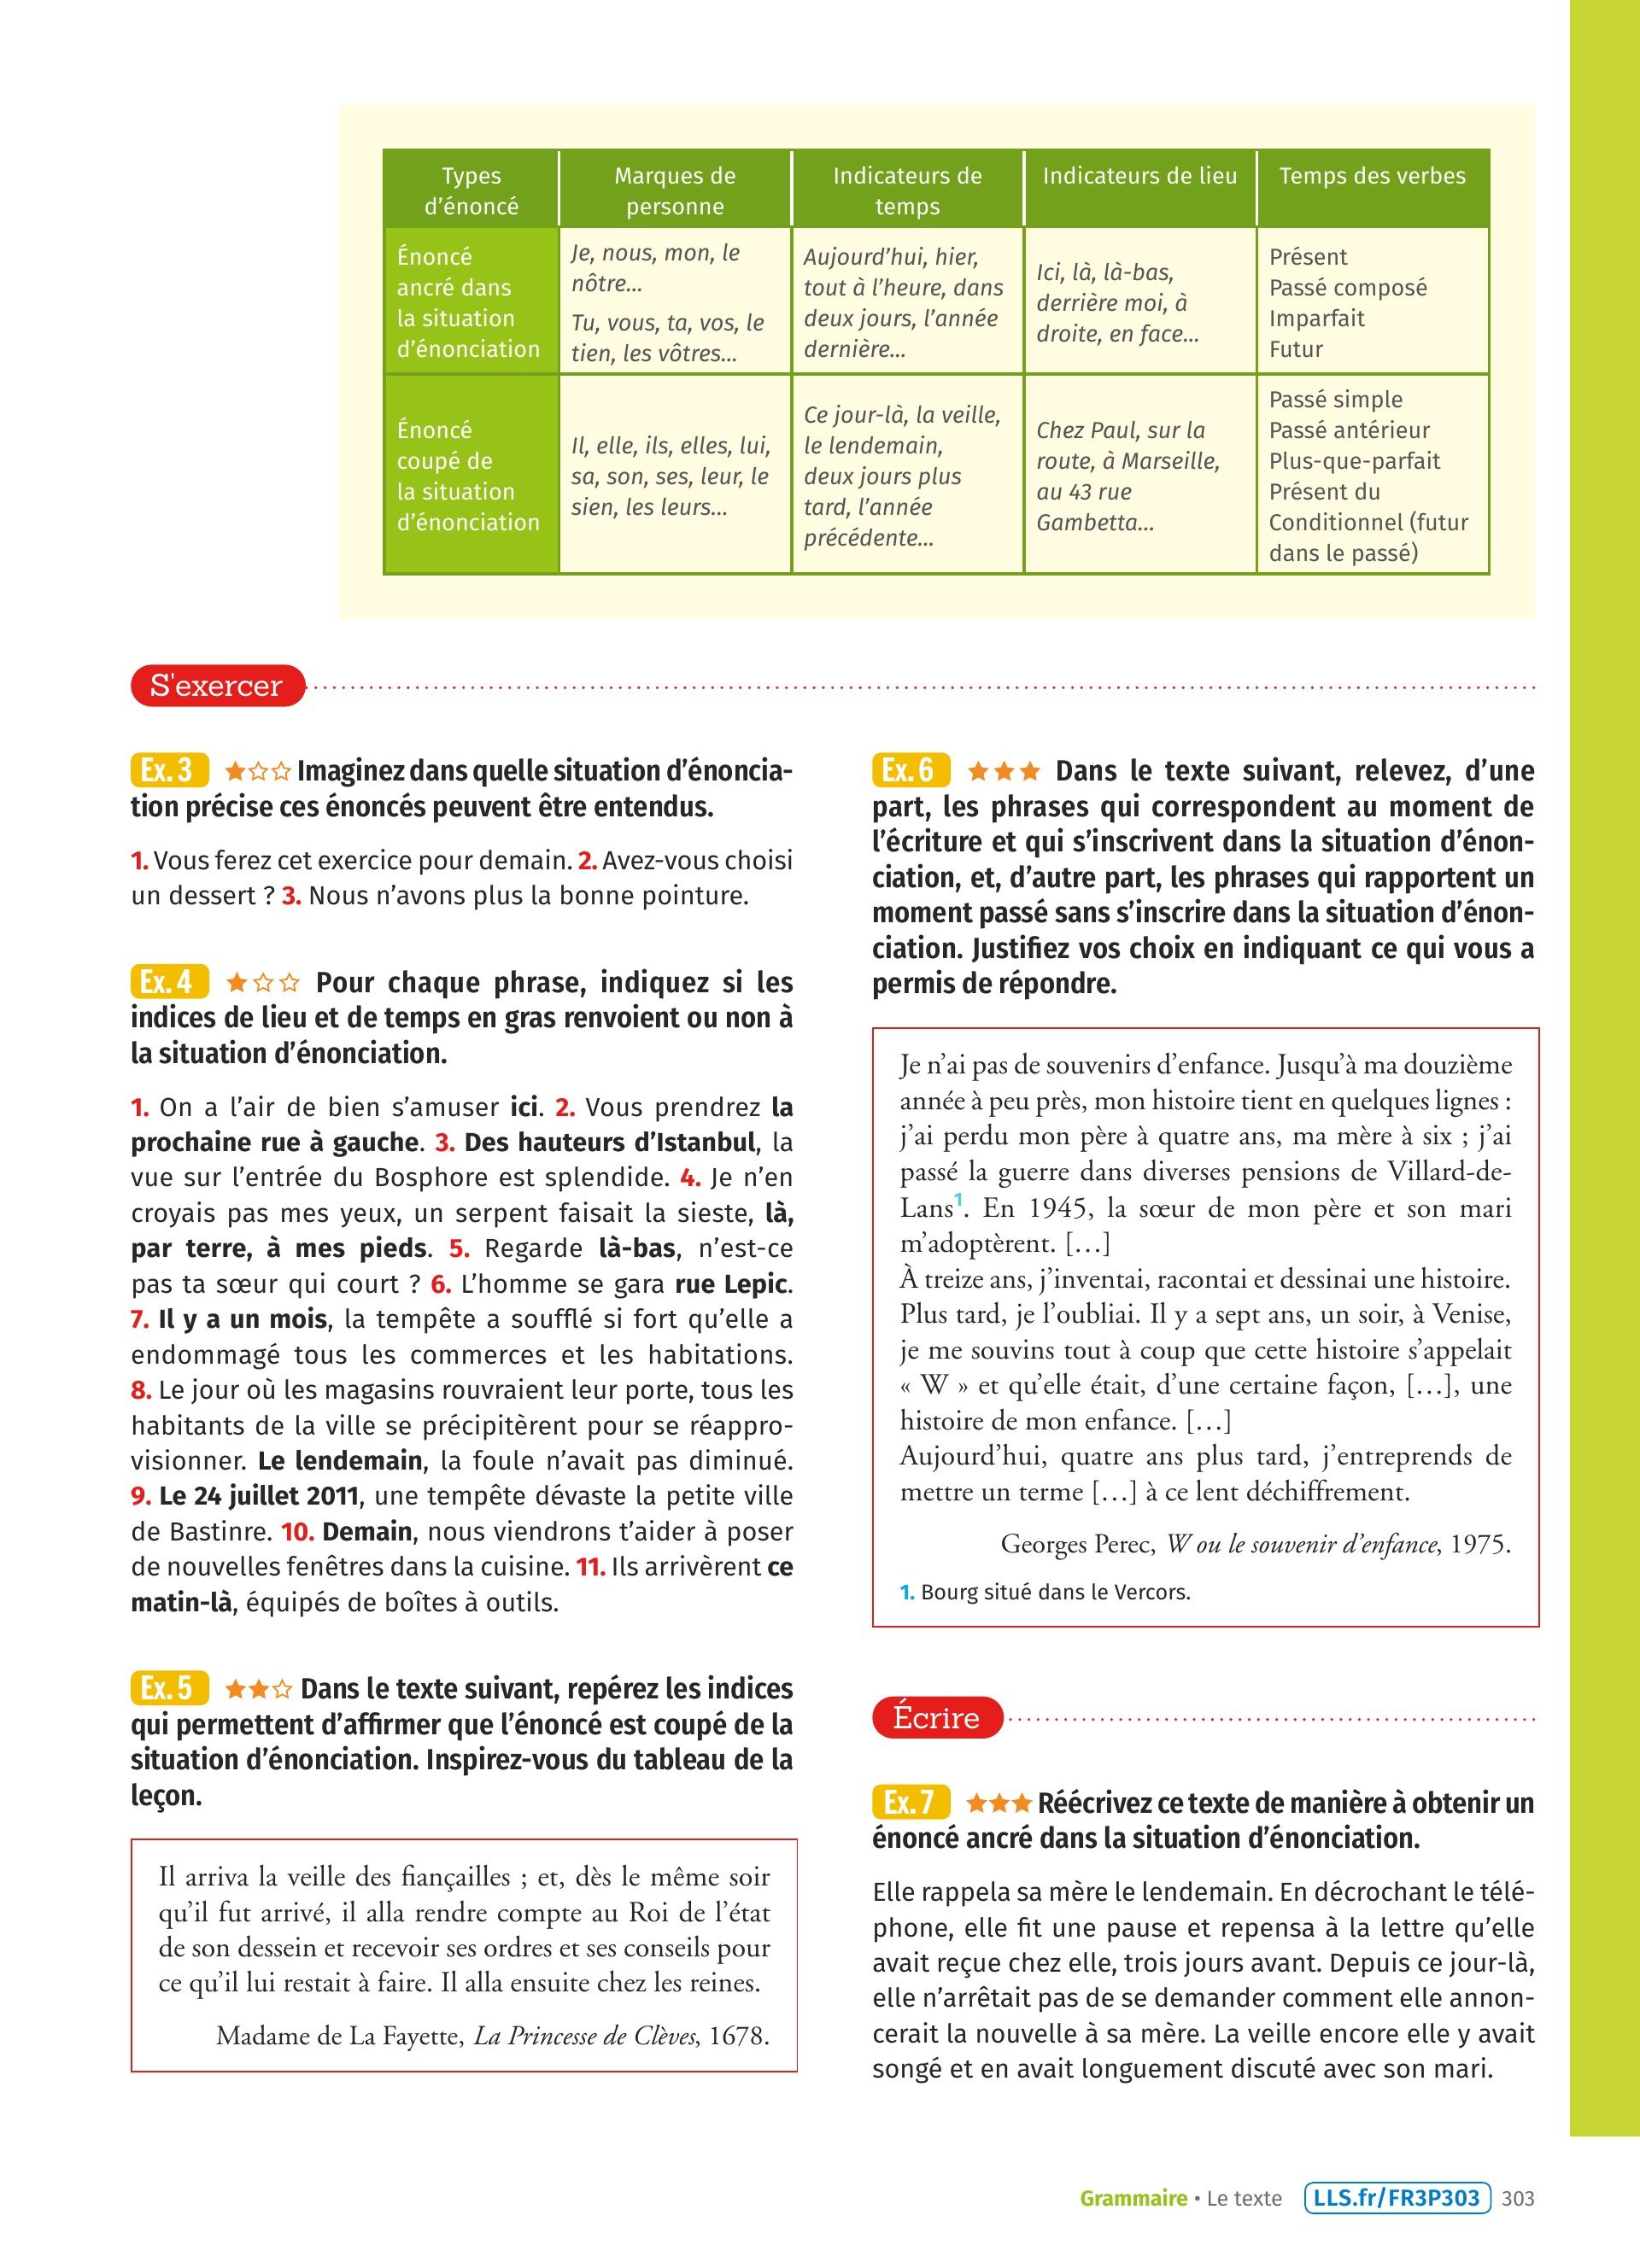 Types
d’énoncé
Marques de
personne
Indicateurs de
temps
Indicateurs de lieu
Temps des verbes
Énoncé
ancré dans
la situation
d’énonciation
Je, nous, mon, le
nôtre...
Tu, vous, ta, vos, le
tien, les vôtres...
Aujourd’hui, hier,
tout à l’heure, dans
deux jours, l’année
dernière...
Ici, là, là-bas,
derrière moi, à
droite, en face...
Présent
Passé composé
Imparfait
Futur
Énoncé
coupé de
la situation
d’énonciation
Il, elle, ils, elles, lui,
sa, son, ses, leur, le
sien, les leurs...
Ce jour-là, la veille,
le lendemain,
deux jours plus
tard, l’année
précédente...
Chez Paul, sur la
route, à Marseille,
au 43 rue
Gambetta...
Passé simple
Passé antérieur
Plus-que-parfait
Présent du
Conditionnel (futur
dans le passé)
S'exercer
Ex. 3 ★☆☆ Imaginez dans quelle situation d’énoncia-
tion précise ces énoncés peuvent être entendus.
1. Vous ferez cet exercice pour demain. 2. Avez-vous choisi
un dessert ? 3. Nous n’avons plus la bonne pointure.
Ex. 4 ★☆☆ Pour chaque phrase, indiquez si les
indices de lieu et de temps en gras renvoient ou non à
la situation d’énonciation.
1. On a l’air de bien s’amuser ici. 2. Vous prendrez la
prochaine rue à gauche. 3. Des hauteurs d’Istanbul, la
vue sur l’entrée du Bosphore est splendide. 4. Je n’en
croyais pas mes yeux, un serpent faisait la sieste, là,
par terre, à mes pieds. 5. Regarde là-bas, n’est-ce
pas ta sœur qui court ? 6. L’homme se gara rue Lepic.
7. Il y a un mois, la tempête a soufflé si fort qu’elle a
endommagé tous les commerces et les habitations.
8. Le jour où les magasins rouvraient leur porte, tous les
habitants de la ville se précipitèrent pour se réappro-
visionner. Le lendemain, la foule n’avait pas diminué.
9. Le 24 juillet 2011, une tempête dévaste la petite ville
de Bastinre. 10. Demain, nous viendrons t’aider à poser
de nouvelles fenêtres dans la cuisine. 11. Ils arrivèrent ce
matin-là, équipés de boîtes à outils.
Ex. 5 ★★☆ Dans le texte suivant, repérez les indices
qui permettent d’affirmer que l’énoncé est coupé de la
situation d’énonciation. Inspirez-vous du tableau de la
leçon.
Il arriva la veille des fiançailles ; et, dès le même soir
qu’il fut arrivé, il alla rendre compte au Roi de l’état
de son dessein et recevoir ses ordres et ses conseils pour
ce qu’il lui restait à faire. Il alla ensuite chez les reines.
Madame de La Fayette, La Princesse de Clèves, 1678.
Ex. 6 ★★★ Dans le texte suivant, relevez, d’une
part, les phrases qui correspondent au moment de
l’écriture et qui s’inscrivent dans la situation d’énon-
ciation, et, d’autre part, les phrases qui rapportent un
moment passé sans s’inscrire dans la situation d’énon-
ciation. Justifiez vos choix en indiquant ce qui vous a
permis de répondre.
Je n’ai pas de souvenirs d’enfance. Jusqu’à ma douzième
année à peu près, mon histoire tient en quelques lignes :
j’ai perdu mon père à quatre ans, ma mère à six ; j’ai
passé la guerre dans diverses pensions de Villard-de-
Lans1. En 1945, la sœur de mon père et son mari
m’adoptèrent. [...]
À treize ans, j’inventai, racontai et dessinai une histoire.
Plus tard, je l’oubliai. Il y a sept ans, un soir, à Venise,
je me souvins tout à coup que cette histoire s’appelait
« W » et qu’elle était, d’une certaine façon, [...], une
histoire de mon enfance. [...]
Aujourd’hui, quatre ans plus tard, j’entreprends de
mettre un terme [...] à ce lent déchiffrement.
Georges Perec, W ou le souvenir d’enfance, 1975.
1. Bourg situé dans le Vercors.
Écrire
Ex. 7 ★★★ Réécrivez ce texte de manière à obtenir un
énoncé ancré dans la situation d’énonciation.
Elle rappela sa mère le lendemain. En décrochant le télé-
phone, elle fit une pause et repensa à la lettre qu’elle
avait reçue chez elle, trois jours avant. Depuis ce jour-là,
elle n’arrêtait pas de se demander comment elle annon-
cerait la nouvelle à sa mère. La veille encore elle y avait
songé et en avait longuement discuté avec son mari.
Grammaire • Le texte LLS.fr/FR3P303 303